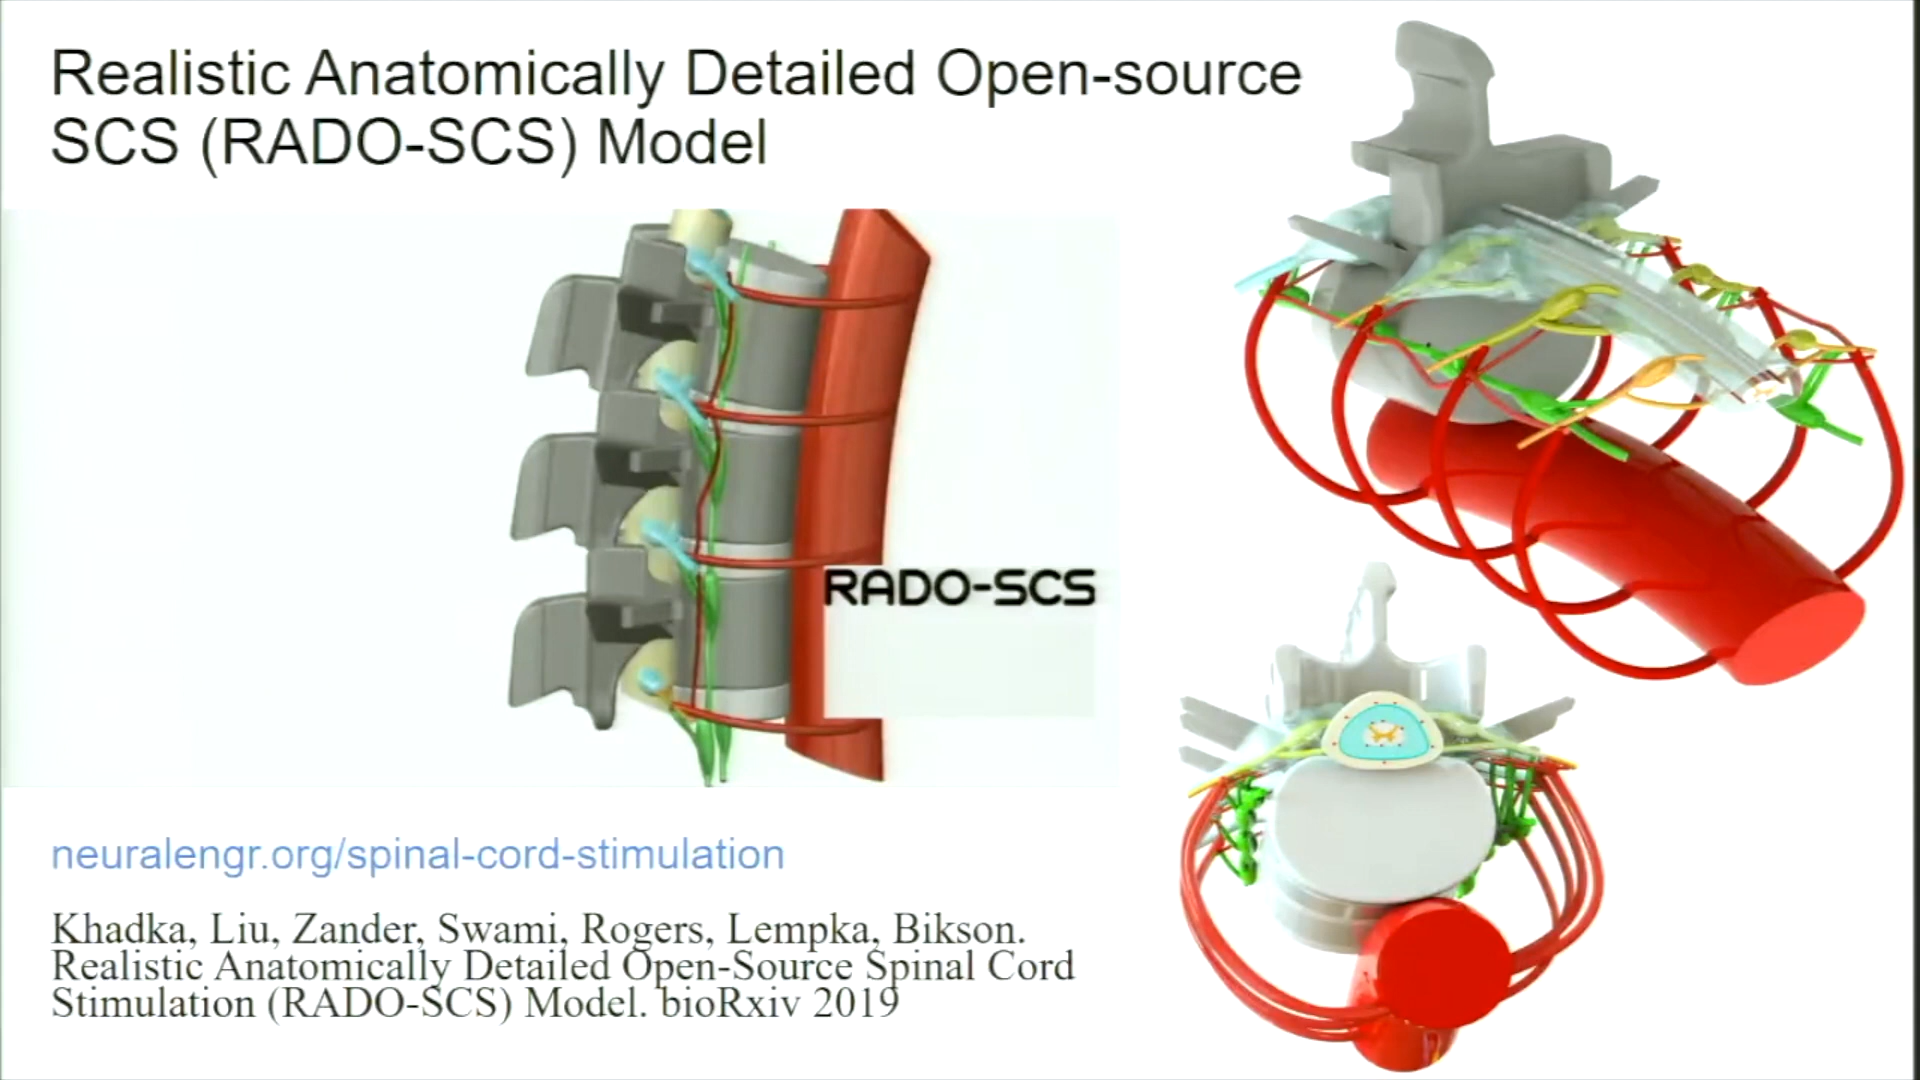 Realistic Anatomically Detailed Open-source
SCS (RADO-SCS) Model
RADO-SCS
neuralengr.org/spinal-cord-stimulation
Khadka, Liu, Zander, Swami, Rogers, Lempka, Bikson.
Realistic Anatomically Detailed Open-Source Spinal Cord
Stimulation (RADO-SCS) Model. bioRxiv 2019